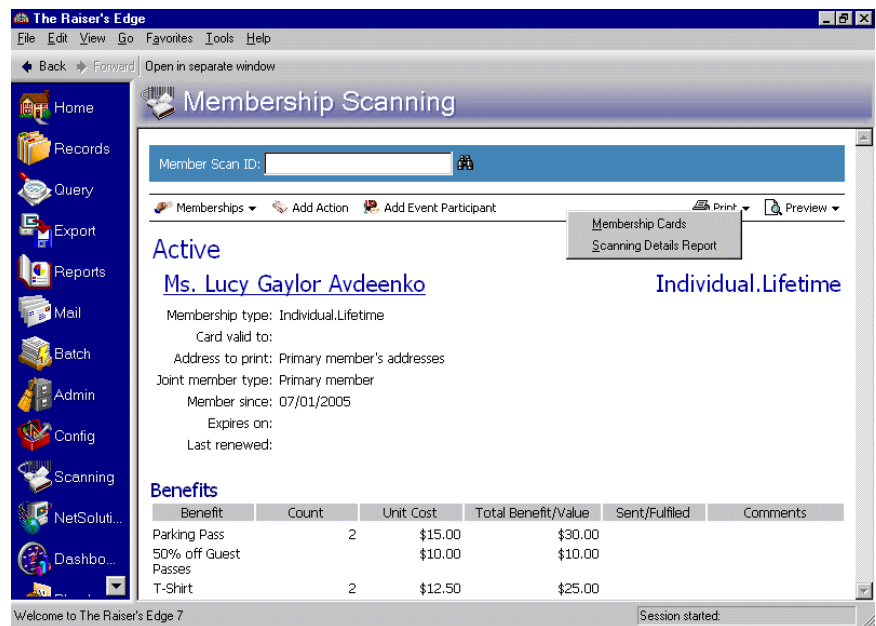 The Raiser's Edge
File Edit View Go Favorites Tools Help
Back Forward Open in separate window
Home
Records
Query
Export
Reports
Mail
Batch
Admin
Config
Scanning
NetSoluti...
Dashbo...
Membership Scanning
Member Scan ID:
Memberships Add Action Add Event Participant Print Preview
Membership Cards
Scanning Details Report
Active
Ms. Lucy Gaylor Avdeenko Individual.Lifetime
Membership type: Individual.Lifetime
Card valid to:
Address to print: Primary member's addresses
Joint member type: Primary member
Member since: 07/01/2005
Expires on:
Last renewed:
Benefits
Benefit Count Unit Cost Total Benefit/Value Sent/Fulfiled Comments
Parking Pass 2 $15.00 $30.00
50% off Guest Passes $10.00 $10.00
T-Shirt 2 $12.50 $25.00
Welcome to The Raiser's Edge 7 Session started: